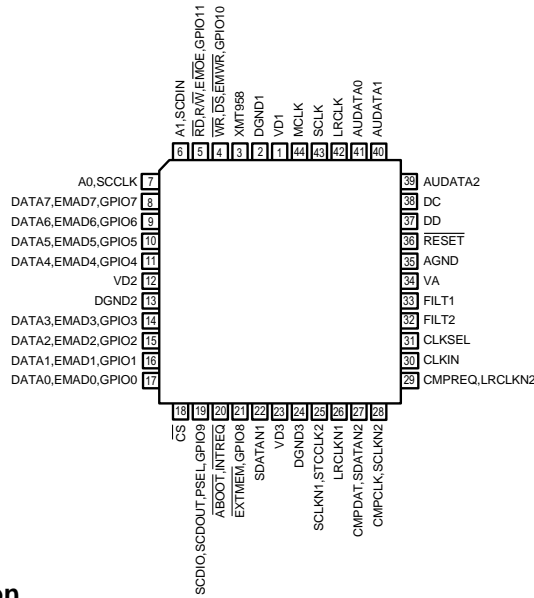 A1,SCDIN
RD,R/W,EMOE,GPIO11
WR,DS,EMWR,GPIO10
XMT958
DGND1
VD1
MCLK
SCLK
LRCLK
AUDATA0
AUDATA1
6 5 4 3 2 1 44 43 42 41 40
A0,SCCLK 7
DATA7,EMAD7,GPIO7 8
DATA6,EMAD6,GPIO6 9
DATA5,EMAD5,GPIO5 10
DATA4,EMAD4,GPIO4 11
VD2 12
DGND2 13
DATA3,EMAD3,GPIO3 14
DATA2,EMAD2,GPIO2 15
DATA1,EMAD1,GPIO1 16
DATA0,EMAD0,GPIO0 17
39 AUDATA2
38 DC
37 DD
36 RESET
35 AGND
34 VA
33 FILT1
32 FILT2
31 CLKSEL
30 CLKIN
29 CMPREQ,LRCLKN2
18 19 20 21 22 23 24 25 26 27 28
CS
SCDIO,SCDOUT,PSEL,GPIO9
ABOOT,INTREQ
EXTMEM,GPIO8
SDATAN1
VD3
DGND3
SCLKN1,STCCLK2
LRCLKN1
CMPDAT,SDATAN2
CMPCLK,SCLKN2